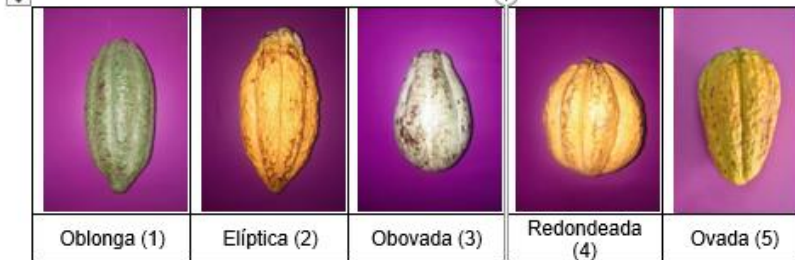 Oblonga (1)
Elíptica (2)
Obovada (3)
Redondeada
(4)
Ovada (5)